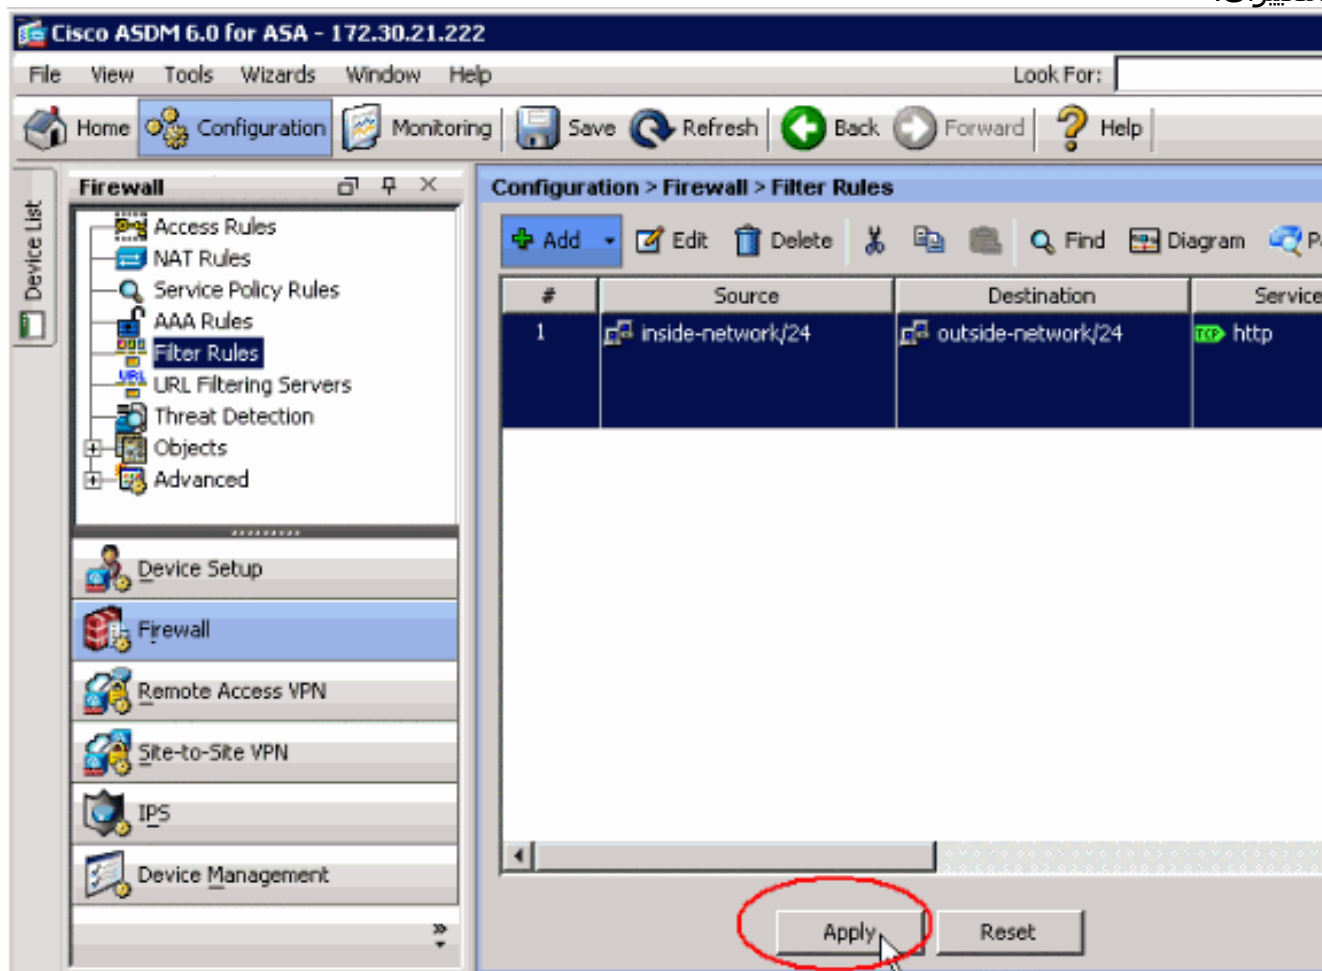 Cisco ASDM 6.0 for ASA - 172.30.21.222
File View Tools Wizards Window Help Look For:
Home Configuration Monitoring Save Refresh Back Forward Help
Device List
Firewall
Access Rules
NAT Rules
Service Policy Rules
AAA Rules
Filter Rules
URL Filtering Servers
Threat Detection
Objects
Advanced
Device Setup
Firewall
Remote Access VPN
Site-to-Site VPN
IPS
Device Management
Configuration > Firewall > Filter Rules
Add Edit Delete Find Diagram
# Source Destination Service
1 inside-network/24 outside-network/24 TCP http
Apply Reset